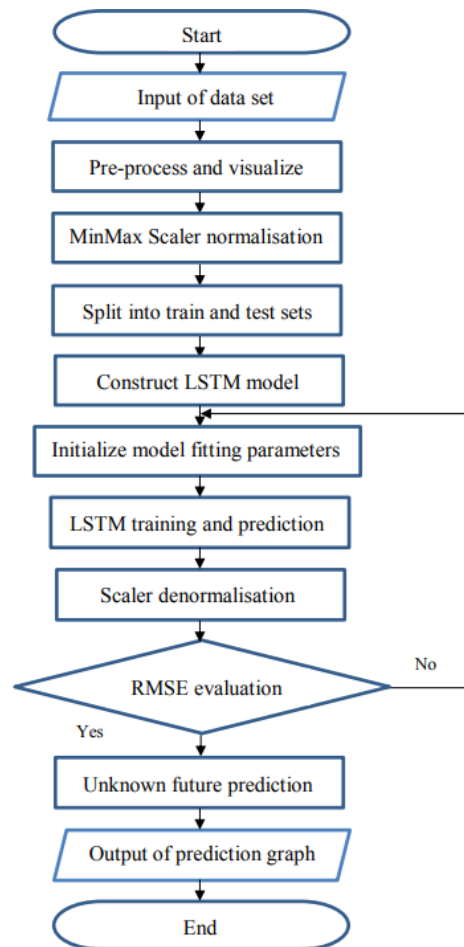 Start
Input of data set
Pre-process and visualize
MinMax Scaler normalisation
Split into train and test sets
Construct LSTM model
Initialize model fitting parameters
LSTM training and prediction
Scaler denormalisation
RMSE evaluation
No
Yes
Unknown future prediction
Output of prediction graph
End